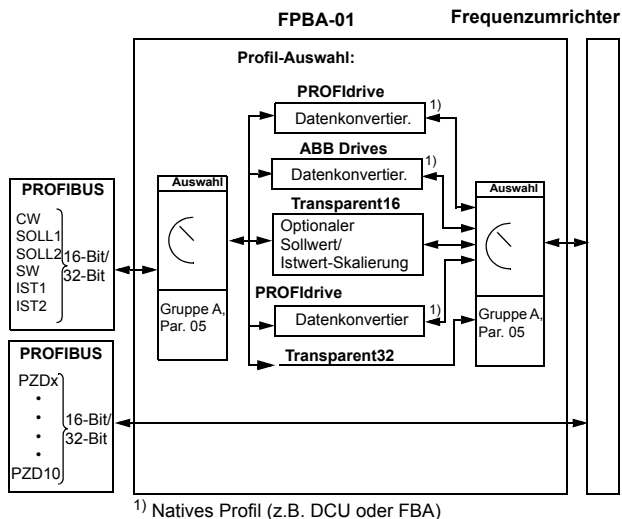 FPBA-01
Frequenzumrichter
Profil-Auswahl:
PROFIdrive
1)
Datenkonvertier.
ABB Drives
1)
Datenkonvertier.
Transparent16
Optionaler
Sollwert/
Istwert-Skalierung
PROFIdrive
1)
Datenkonvertier
Transparent32
Auswahl
Gruppe A,
Par. 05
Auswahl
Gruppe A,
Par. 05
PROFIBUS
CW
SOLL1
SOLL2
SW
IST1
IST2
16-Bit/
32-Bit
PROFIBUS
PZDx
16-Bit/
32-Bit
PZD10
1) Natives Profil (z.B. DCU oder FBA)